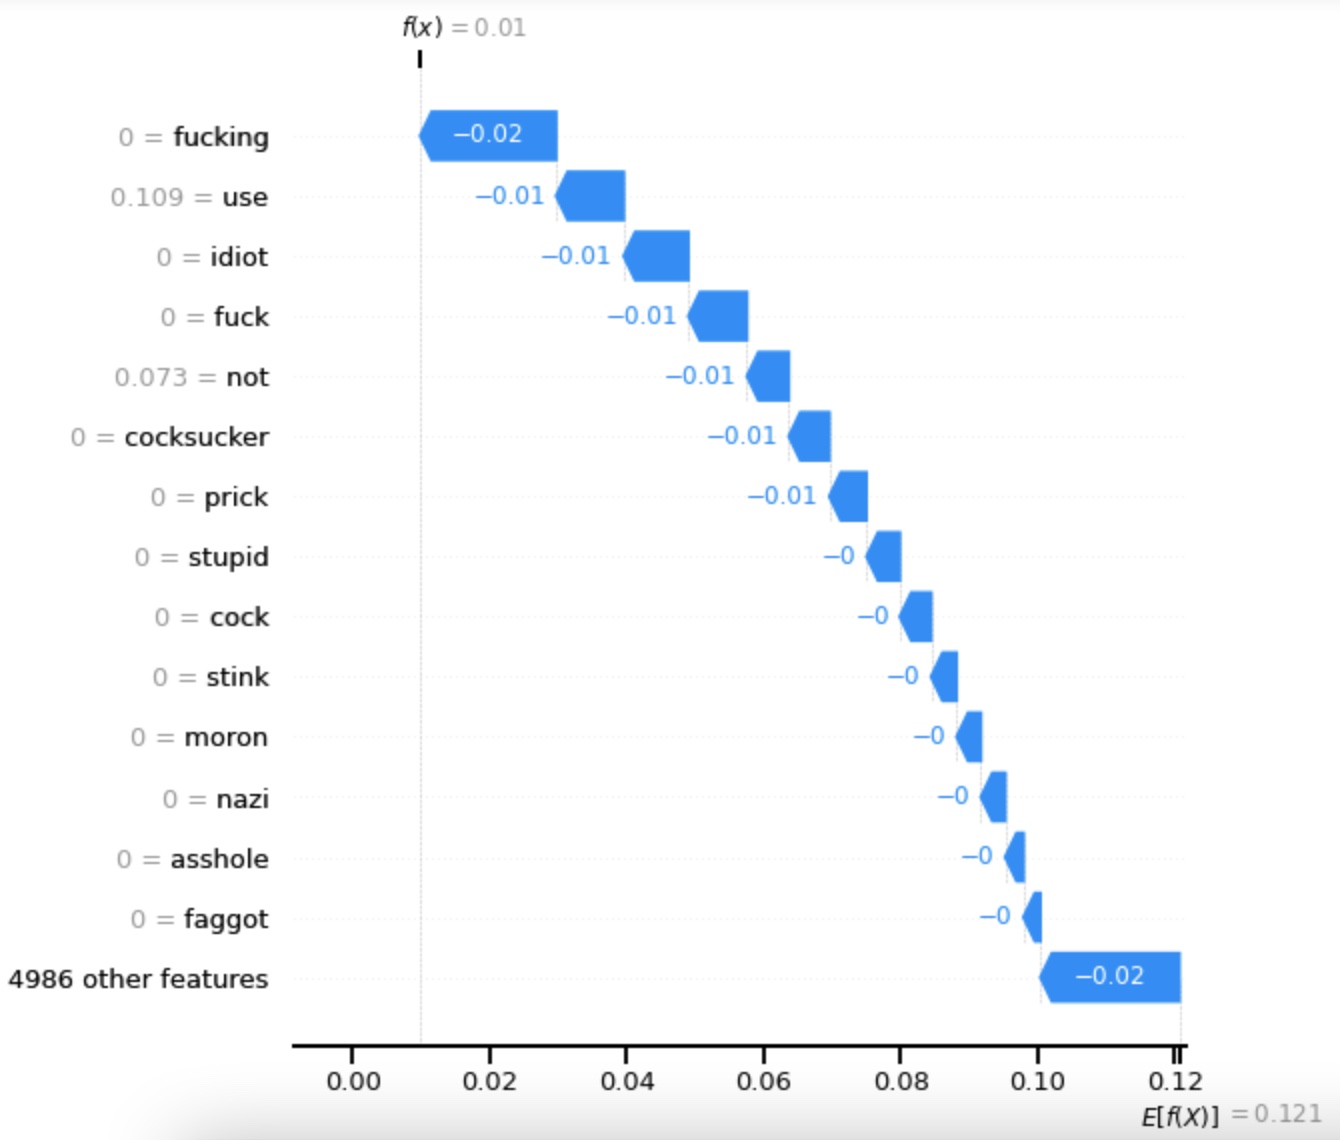 f(x) = 0.01
0 = fucking −0.02
0.109 = use −0.01
0 = idiot −0.01
0 = fuck −0.01
0.073 = not −0.01
0 = cocksucker −0.01
0 = prick −0.01
0 = stupid −0
0 = cock −0
0 = stink −0
0 = moron −0
0 = nazi −0
0 = asshole −0
0 = faggot −0
4986 other features −0.02
0.00 0.02 0.04 0.06 0.08 0.10 0.12
E[f(X)] = 0.121